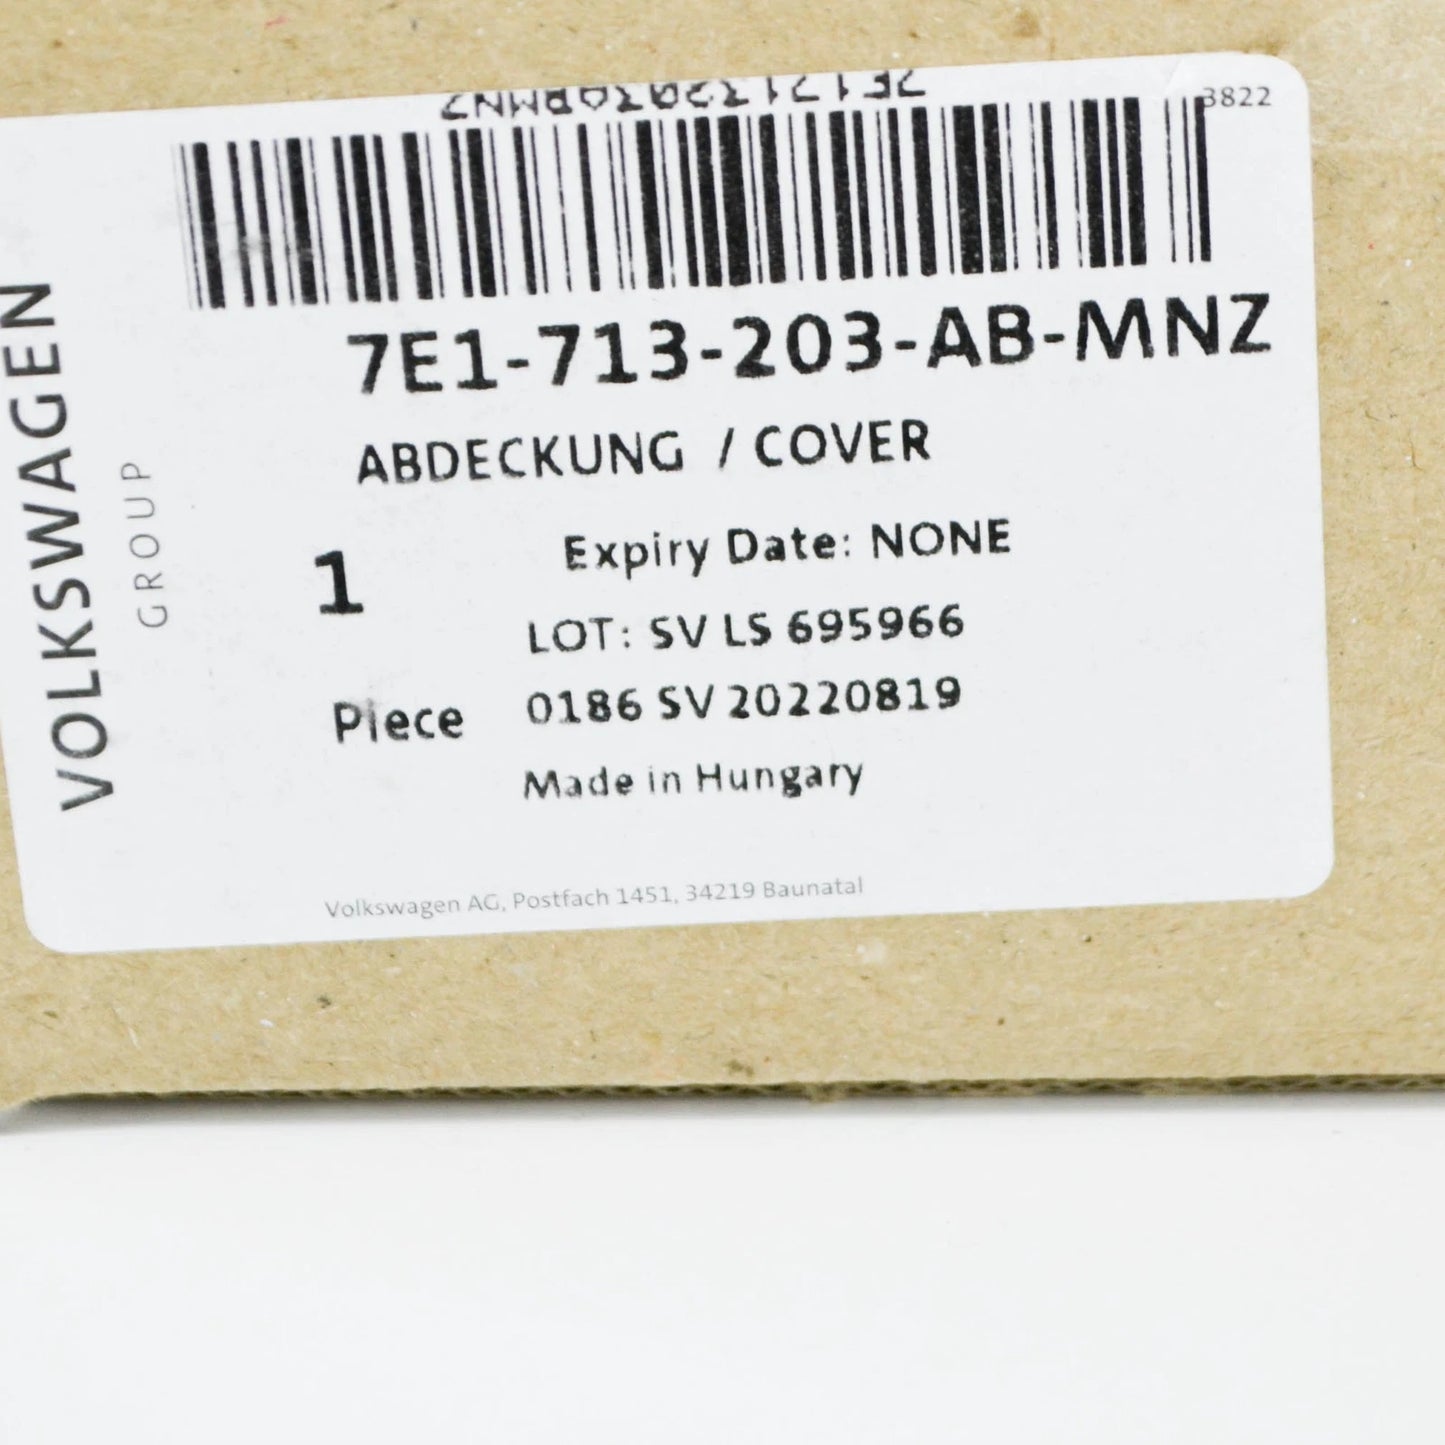 7E1713203ABMNZ
3822
VOLKSWAGEN
GROUP
7E1-713-203-AB-MNZ
ABDECKUNG / COVER
1
Expiry Date: NONE
LOT: SV LS 695966
Piece
0186 SV 20220819
Made in Hungary
Volkswagen AG, Postfach 1451, 34219 Baunatal